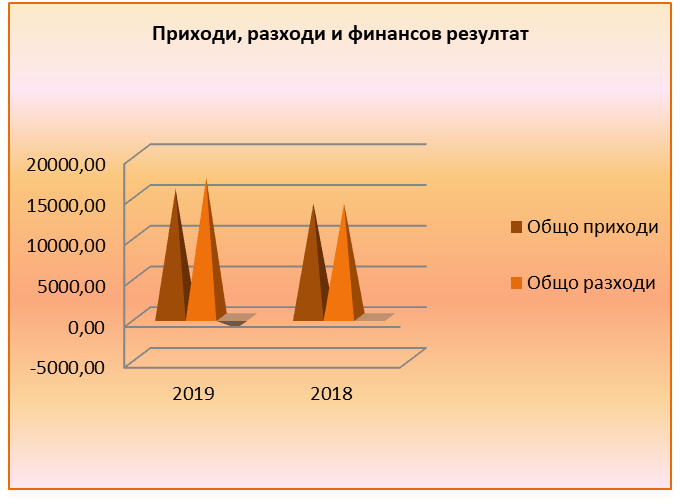 Приходи, разходи и финансов резултат
20000,00
15000,00
10000,00
5000,00
0,00
-5000,00
2019
2018
Общо приходи
Общо разходи